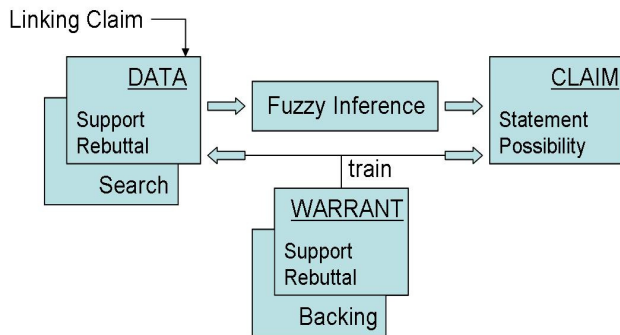 Linking Claim
DATA
Support
Rebuttal
Search
Fuzzy Inference
CLAIM
Statement
Possibility
train
WARRANT
Support
Rebuttal
Backing